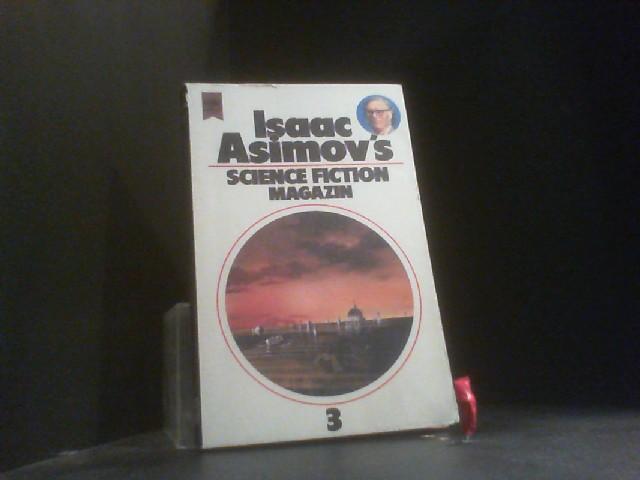 Isaac
Asimov's
SCIENCE FICTION
MAGAZIN
3